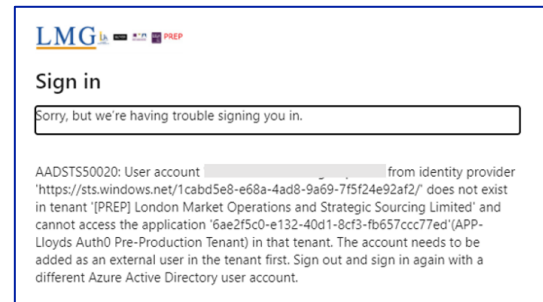 LMG PREP
Sign in
Sorry, but we're having trouble signing you in.
AADSTS50020: User account from identity provider
'https://sts.windows.net/1cabd5e8-e68a-4ad8-9a69-7f5f24e92af2/' does not exist
in tenant '[PREP] London Market Operations and Strategic Sourcing Limited' and
cannot access the application '6ae2f5c0-e132-40d1-8cf3-fb657ccc77ed'(APP-
Lloyds Auth0 Pre-Production Tenant) in that tenant. The account needs to be
added as an external user in the tenant first. Sign out and sign in again with a
different Azure Active Directory user account.